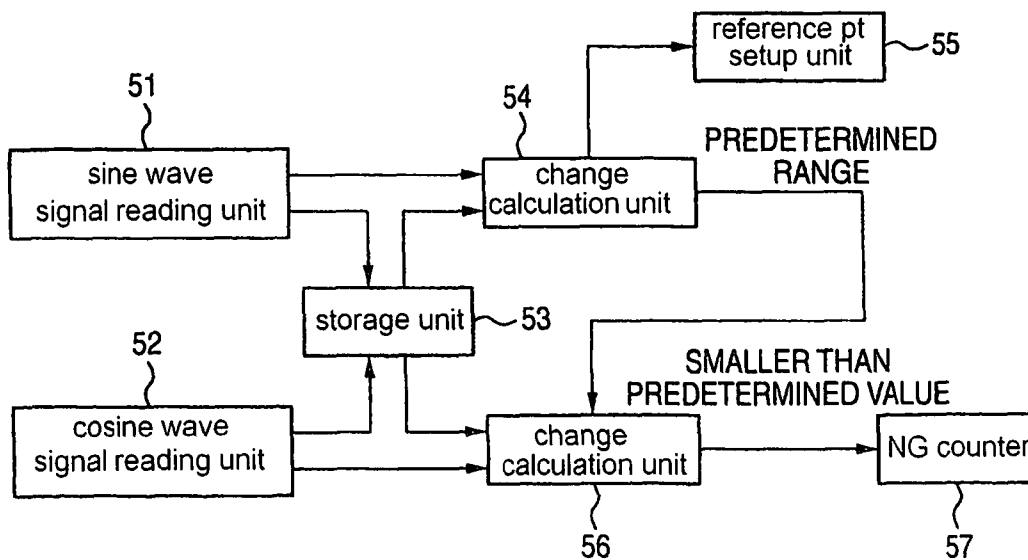 reference pt
setup unit
55
51
54
sine wave
signal reading unit
change
calculation unit
PREDETERMINED
RANGE
storage unit
53
52
SMALLER THAN
PREDETERMINED VALUE
cosine wave
signal reading unit
change
calculation unit
NG counter
56
57